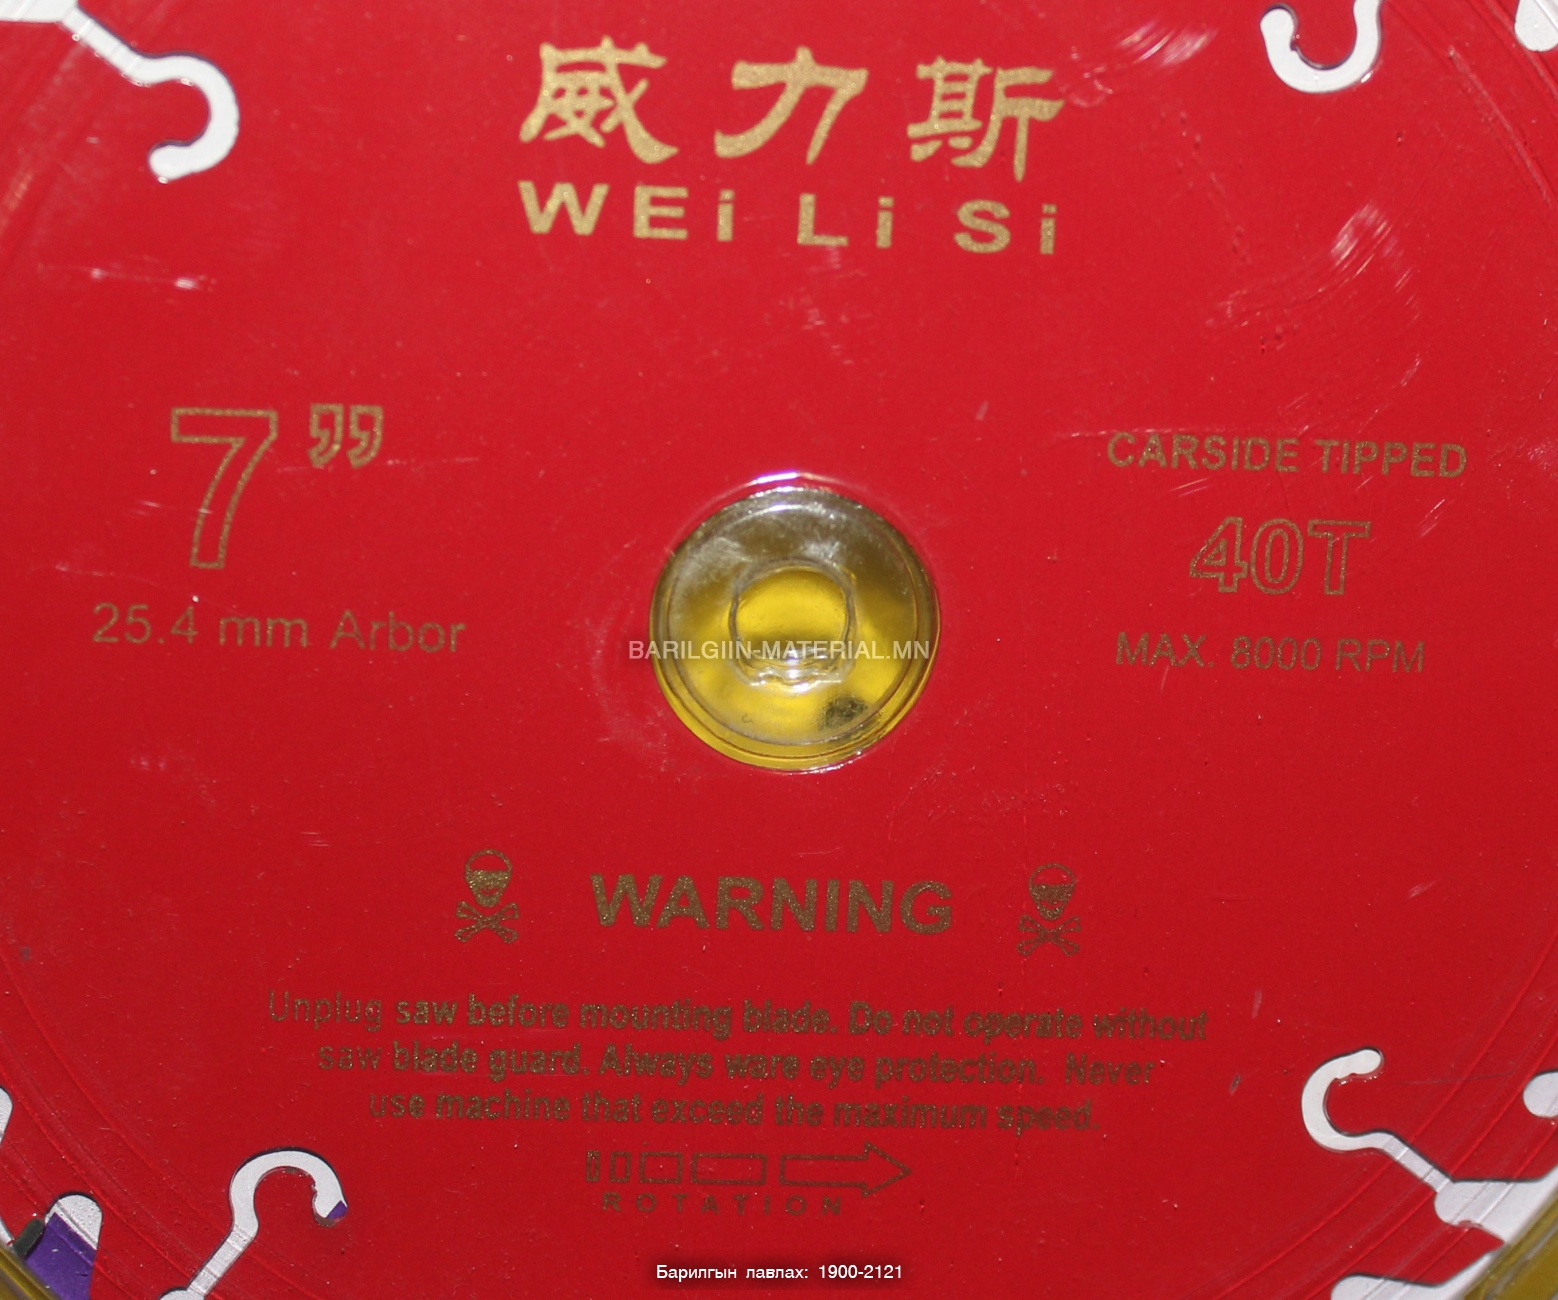 威力斯
WEi Li Si
7”
25.4 mm Arbor
CARSIDE TIPPED
40T
MAX. 8000 RPM
BARILGIIN-MATERIAL.MN
WARNING
Unplug saw before mounting blade. Do not operate without
saw blade guard. Always ware eye protection. Never
use machine that exceed the maximum speed.
ROTATION
Барилгын лавлах: 1900-2121